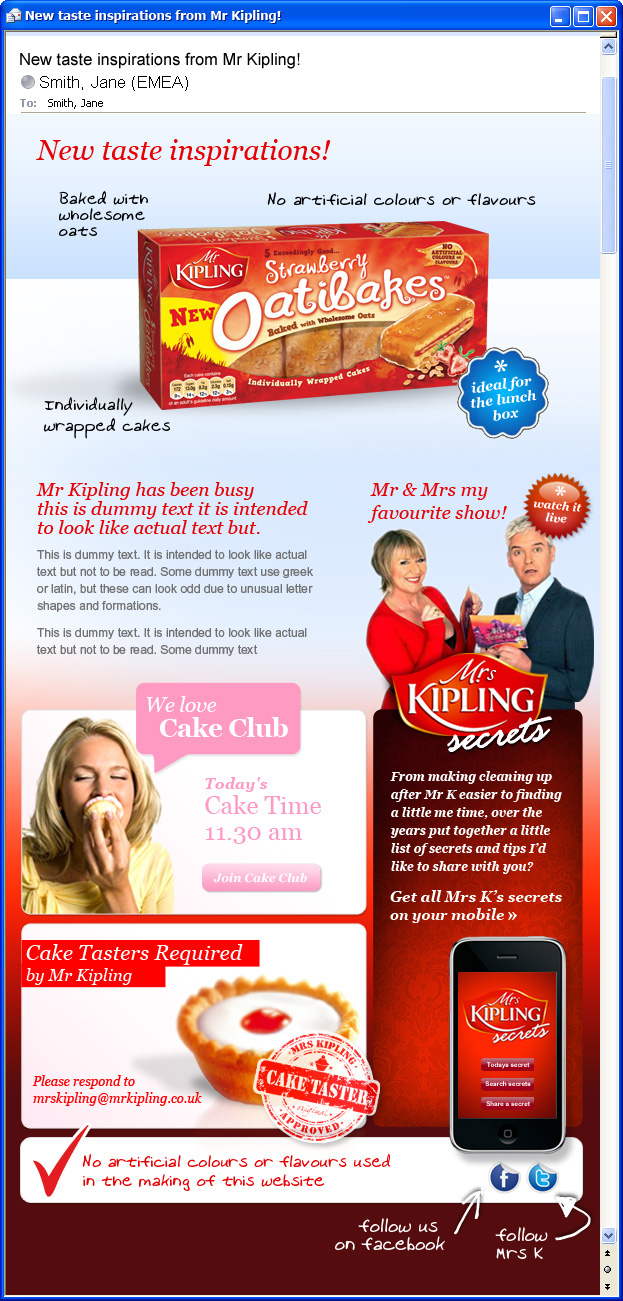 New taste inspirations from Mr Kipling!
New taste inspirations from Mr Kipling!
Smith, Jane (EMEA)
To: Smith, Jane
New taste inspirations!
Baked with
wholesome
oats
No artificial colours or flavours
Mr
KIPLING
5 Exceedingly Good...
Strawberry
Oatibakes
NEW
Baked with Wholesome Oats
Individually Wrapped Cakes
NO
ARTIFICIAL
COLOURS OR
FLAVOURS
Each cake contains
of an adult's guideline daily amount
*
ideal for
the lunch
box
Individually
wrapped cakes
Mr Kipling has been busy
this is dummy text it is intended
to look like actual text but.
This is dummy text. It is intended to look like actual
text but not to be read. Some dummy text use greek
or latin, but these can look odd due to unusual letter
shapes and formations.
This is dummy text. It is intended to look like actual
text but not to be read. Some dummy text
Mr & Mrs my
favourite show!
*
watch it
live
Mrs
KIPLING
secrets
We love
Cake Club
Today's
Cake Time
11.30 am
Join Cake Club
From making cleaning up
after Mr K easier to finding
a little me time, over the
years put together a little
list of secrets and tips I'd
like to share with you?
Get all Mrs K's secrets
on your mobile »
Cake Tasters Required
by Mr Kipling
Please respond to
mrskipling@mrkipling.co.uk
MRS KIPLING
CAKE TASTER
original
APPROVED
Mrs
KIPLING
secrets
Todays secret
Search secrets
Share a secret
No artificial colours or flavours used
in the making of this website
f
t
follow us
on facebook
follow
Mrs K